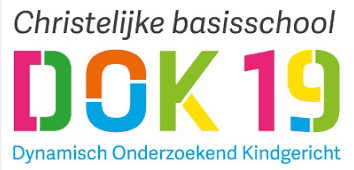 Christelijke basisschool
DOK 19
Dynamisch Onderzoekend Kindgericht